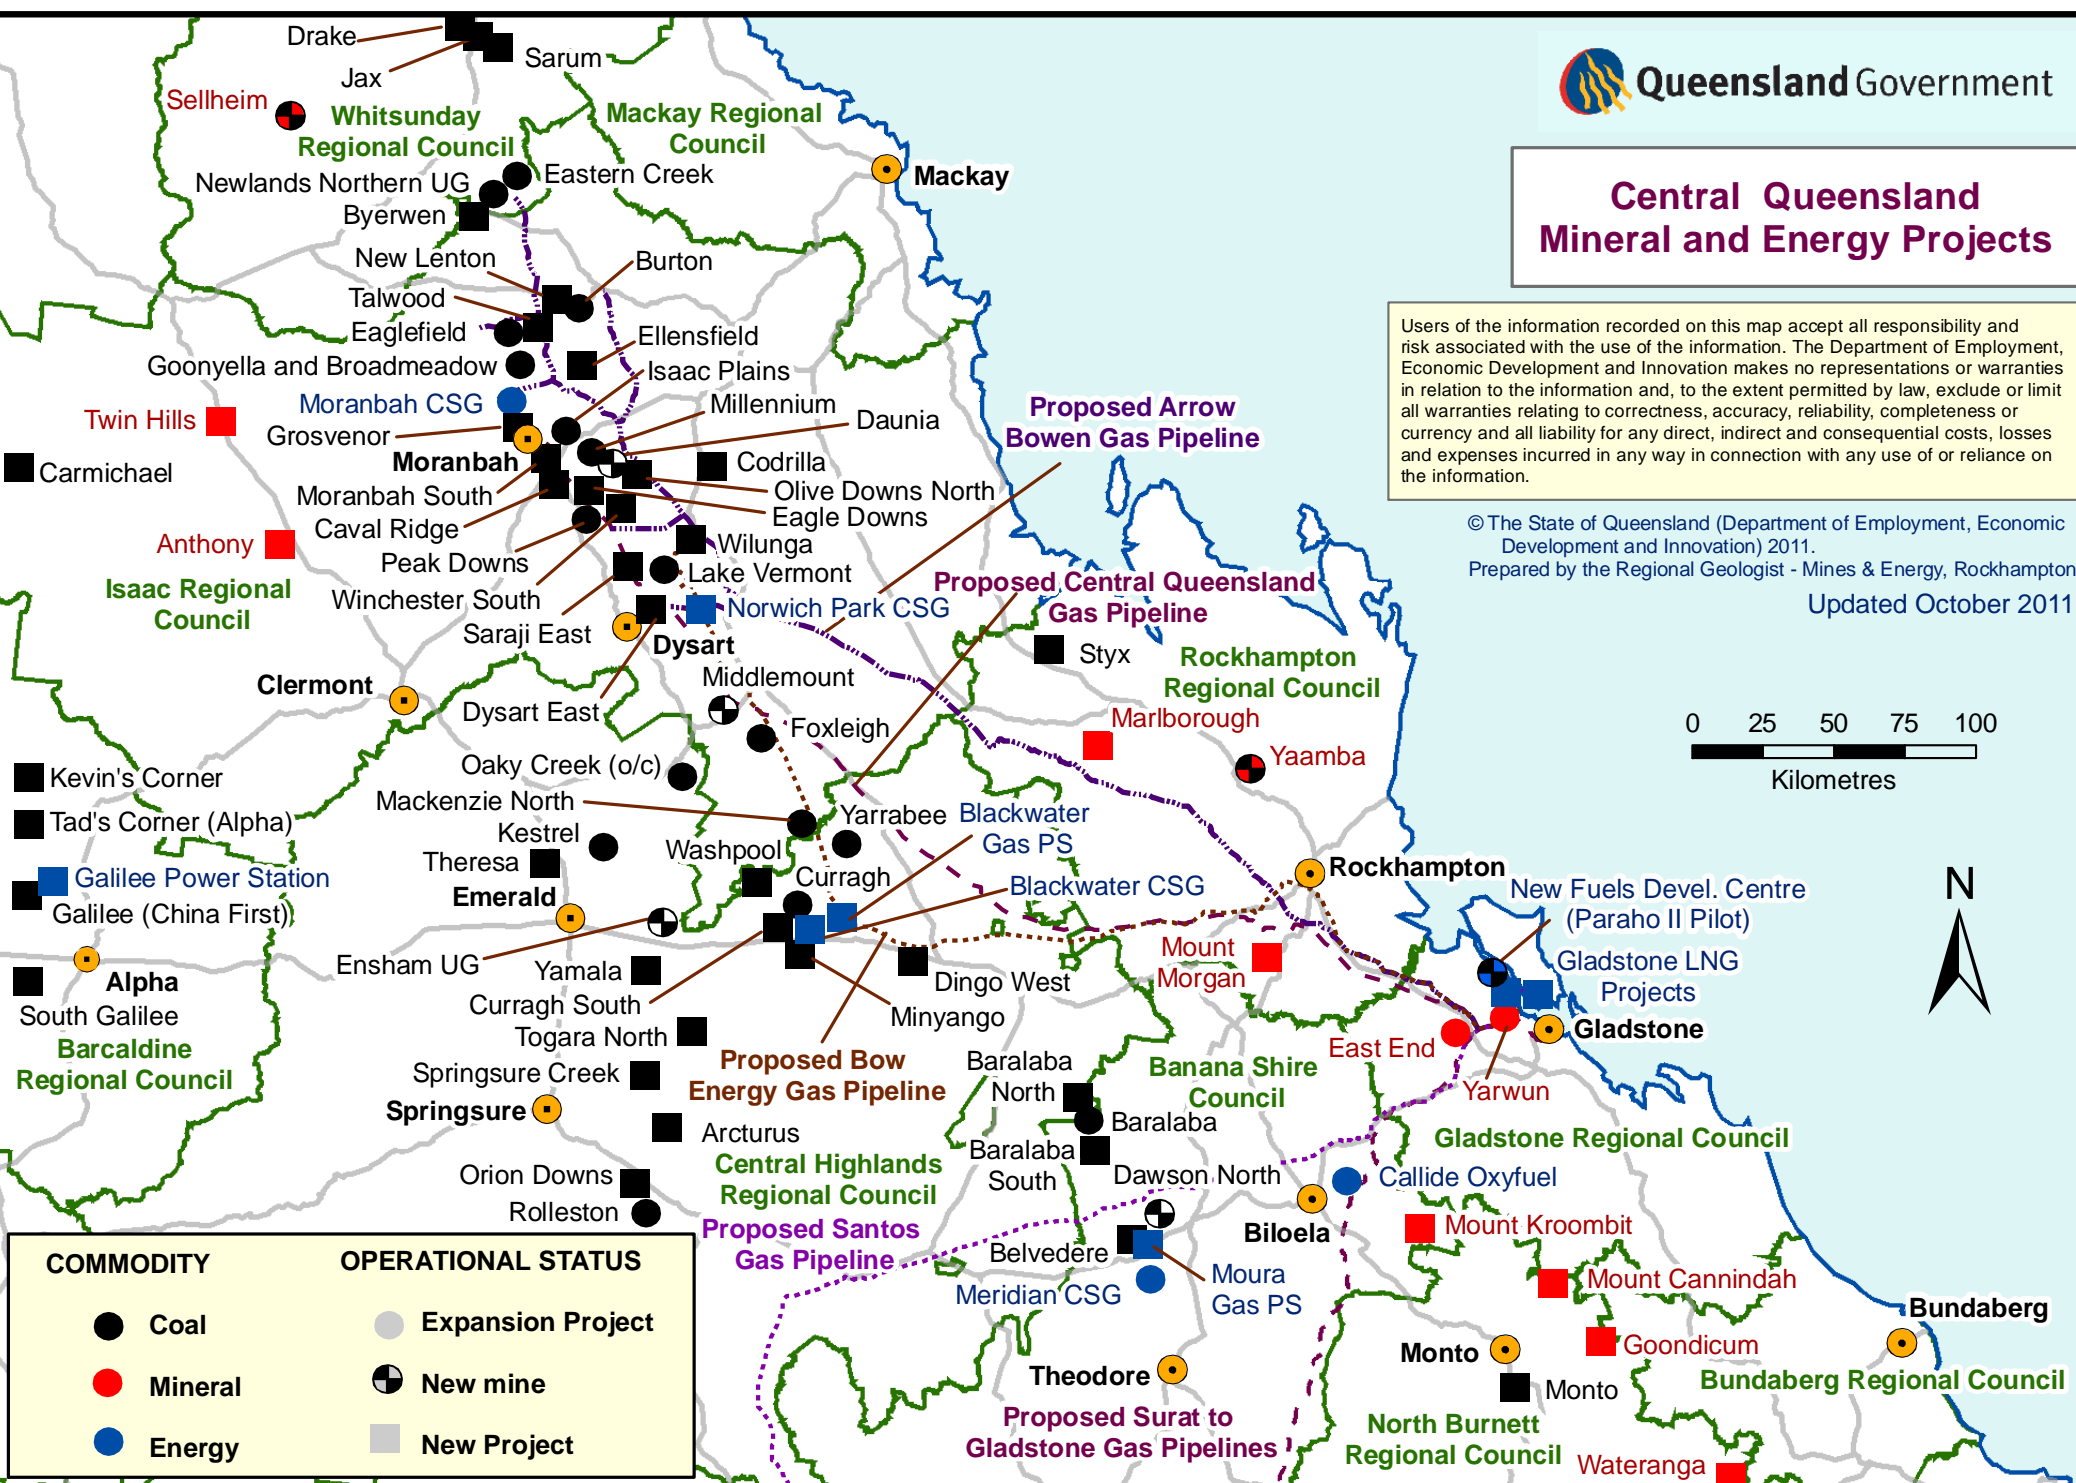 Drake
Jax
Sarum
Sellheim
Whitsunday
Regional Council
Mackay Regional
Council
Queensland Government
Mackay
Central Queensland
Mineral and Energy Projects
Newlands Northern UG
Eastern Creek
Byerwen
New Lenton
Burton
Talwood
Eaglefield
Ellensfield
Goonyella and Broadmeadow
Isaac Plains
Moranbah CSG
Millennium
Twin Hills
Grosvenor
Daunia
Moranbah
Carmichael
Codrilla
Moranbah South
Olive Downs North
Caval Ridge
Eagle Downs
Anthony
Peak Downs
Wilunga
Lake Vermont
Isaac Regional
Council
Winchester South
Norwich Park CSG
Saraji East
Dysart
Proposed Arrow
Bowen Gas Pipeline
Users of the information recorded on this map accept all responsibility and
risk associated with the use of the information. The Department of Employment,
Economic Development and Innovation makes no representations or warranties
in relation to the information and, to the extent permitted by law, exclude or limit
all warranties relating to correctness, accuracy, reliability, completeness or
currency and all liability for any direct, indirect and consequential costs, losses
and expenses incurred in any way in connection with any use of or reliance on
the information.
© The State of Queensland (Department of Employment, Economic
Development and Innovation) 2011.
Prepared by the Regional Geologist - Mines & Energy, Rockhampton
Updated October 2011
Proposed Central Queensland
Gas Pipeline
Styx
Rockhampton
Regional Council
Clermont
Middlemount
Dysart East
Marlborough
Foxleigh
Yaamba
0 25 50 75 100
Kilometres
Kevin's Corner
Oaky Creek (o/c)
Mackenzie North
Tad's Corner (Alpha)
Kestrel
Yarrabee
Blackwater
Gas PS
Theresa
Washpool
Galilee Power Station
Curragh
Blackwater CSG
Emerald
Galilee (China First)
Rockhampton
New Fuels Devel. Centre
(Paraho II Pilot)
N
Ensham UG
Yamala
Alpha
Dingo West
Mount
Morgan
Gladstone LNG
Projects
Curragh South
South Galilee
Minyango
Togara North
Gladstone
Barcaldine
Regional Council
East End
Springsure Creek
Proposed Bow
Energy Gas Pipeline
Baralaba
North
Banana Shire
Council
Yarwun
Springsure
Arcturus
Baralaba
Gladstone Regional Council
Central Highlands
Regional Council
Baralaba
South
Orion Downs
Dawson North
Callide Oxyfuel
Rolleston
Proposed Santos
Gas Pipeline
Biloela
Mount Kroombit
Belvedere
Meridian CSG
Moura
Gas PS
Mount Cannindah
Bundaberg
Goondicum
Monto
Theodore
Monto
Bundaberg Regional Council
Proposed Surat to
Gladstone Gas Pipelines
North Burnett
Regional Council
Wateranga
COMMODITY
OPERATIONAL STATUS
Coal
Expansion Project
Mineral
New mine
Energy
New Project